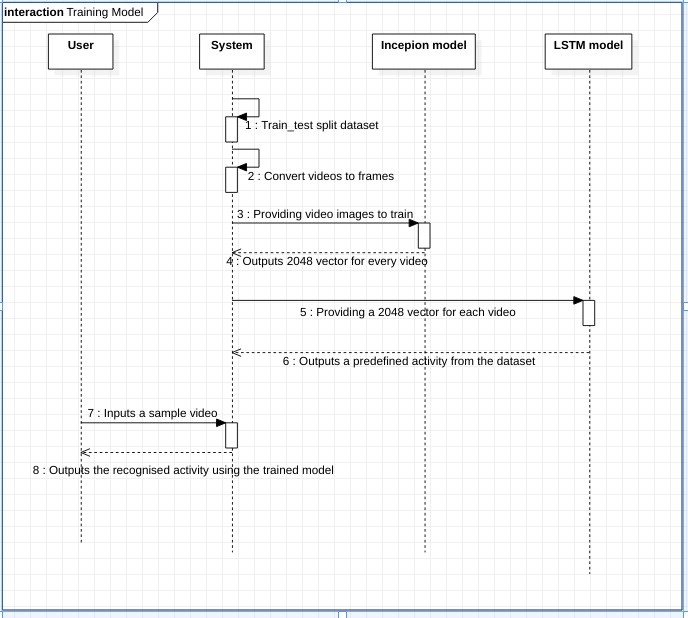 interaction Training Model
User
System
Incepion model
LSTM model
1 : Train_test split dataset
2 : Convert videos to frames
3 : Providing video images to train
4 : Outputs 2048 vector for every video
5 : Providing a 2048 vector for each video
6 : Outputs a predefined activity from the dataset
7 : Inputs a sample video
8 : Outputs the recognised activity using the trained model